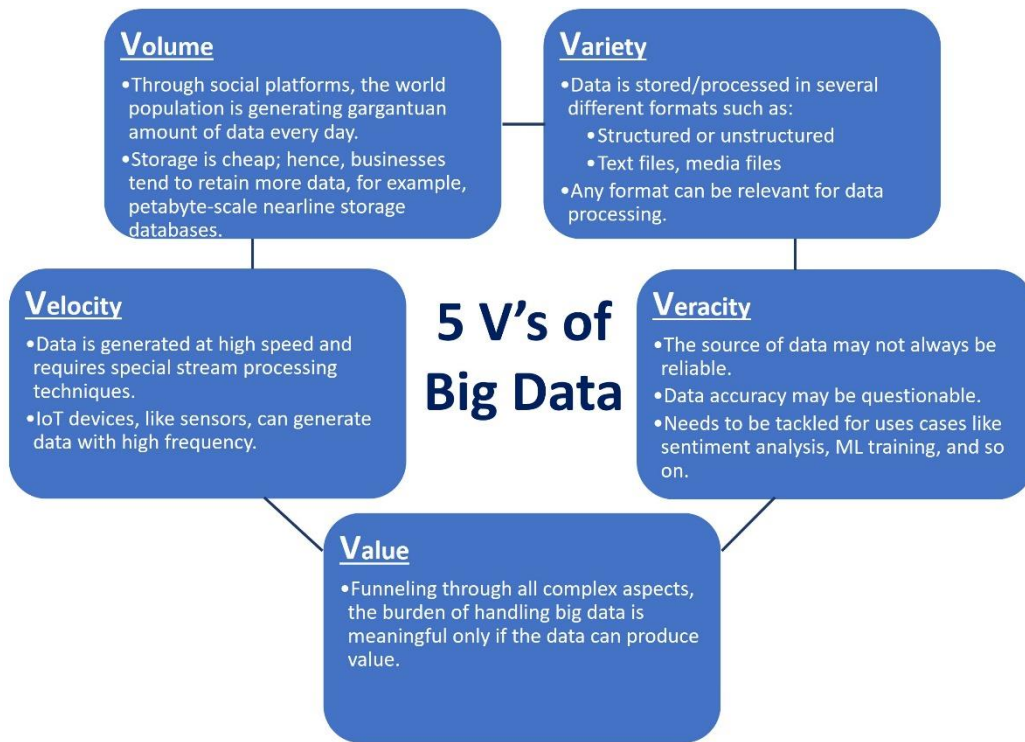 Volume
•Through social platforms, the world
population is generating gargantuan
amount of data every day.
•Storage is cheap; hence, businesses
tend to retain more data, for example,
petabyte-scale nearline storage
databases.
Variety
•Data is stored/processed in several
different formats such as:
•Structured or unstructured
•Text files, media files
•Any format can be relevant for data
processing.
Velocity
•Data is generated at high speed and
requires special stream processing
techniques.
•IoT devices, like sensors, can generate
data with high frequency.
5 V’s of
Big Data
Veracity
•The source of data may not always be
reliable.
•Data accuracy may be questionable.
•Needs to be tackled for uses cases like
sentiment analysis, ML training, and so
on.
Value
•Funneling through all complex aspects,
the burden of handling big data is
meaningful only if the data can produce
value.